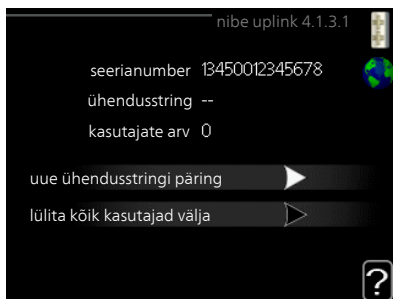 nibe uplink 4.1.3.1
seerianumber 13450012345678
ühendusstring --
kasutajate arv 0
uue ühendusstringi päring
lülita kõik kasutajad välja
?